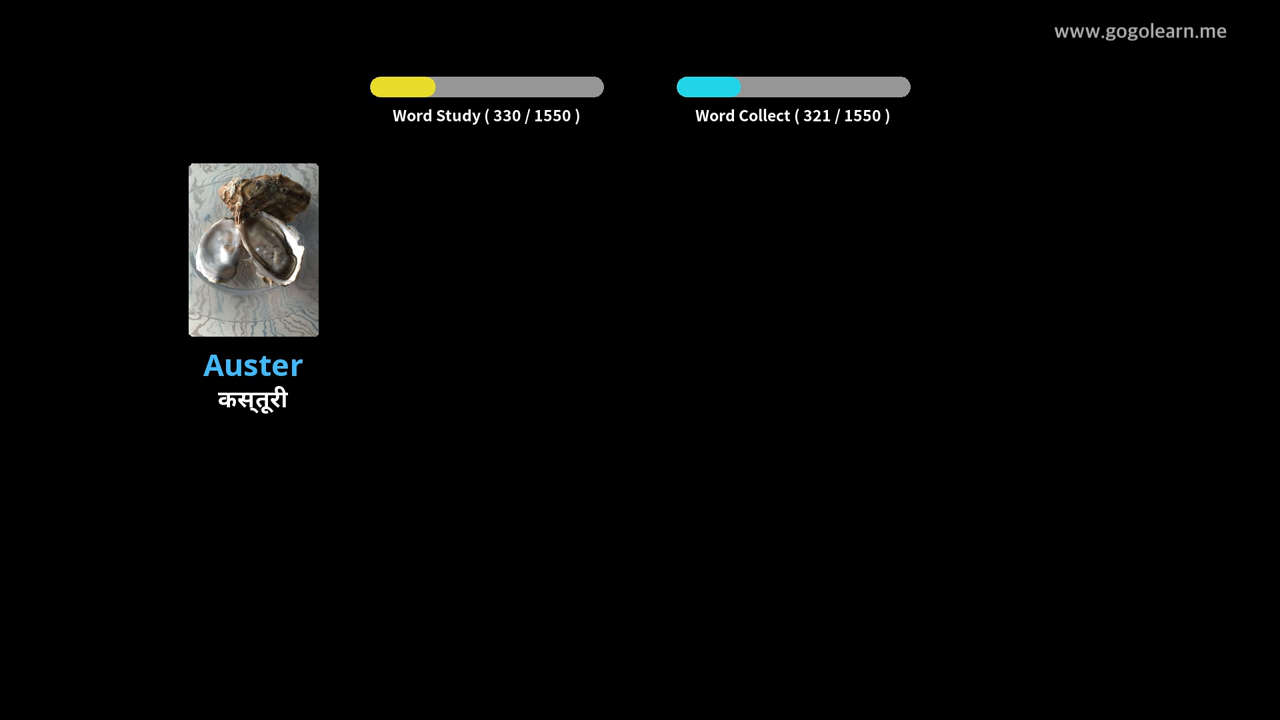 www.gogolearn.me
Word Study ( 330 / 1550 )
Word Collect ( 321 / 1550 )
Auster
कस्तूरी